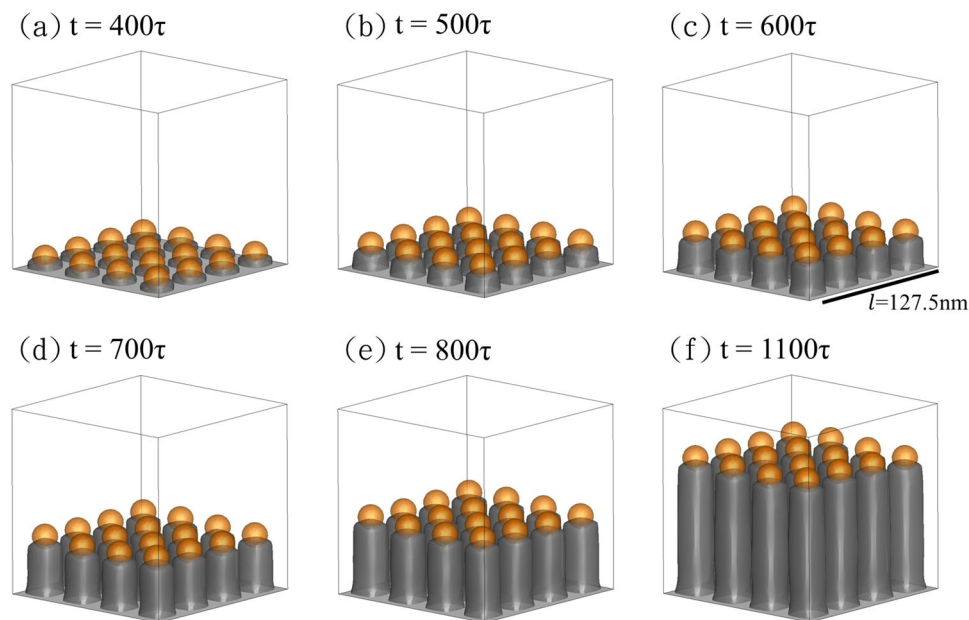 (a) t = 400τ
(b) t = 500τ
(c) t = 600τ
l=127.5nm
(d) t = 700τ
(e) t = 800τ
(f) t = 1100τ